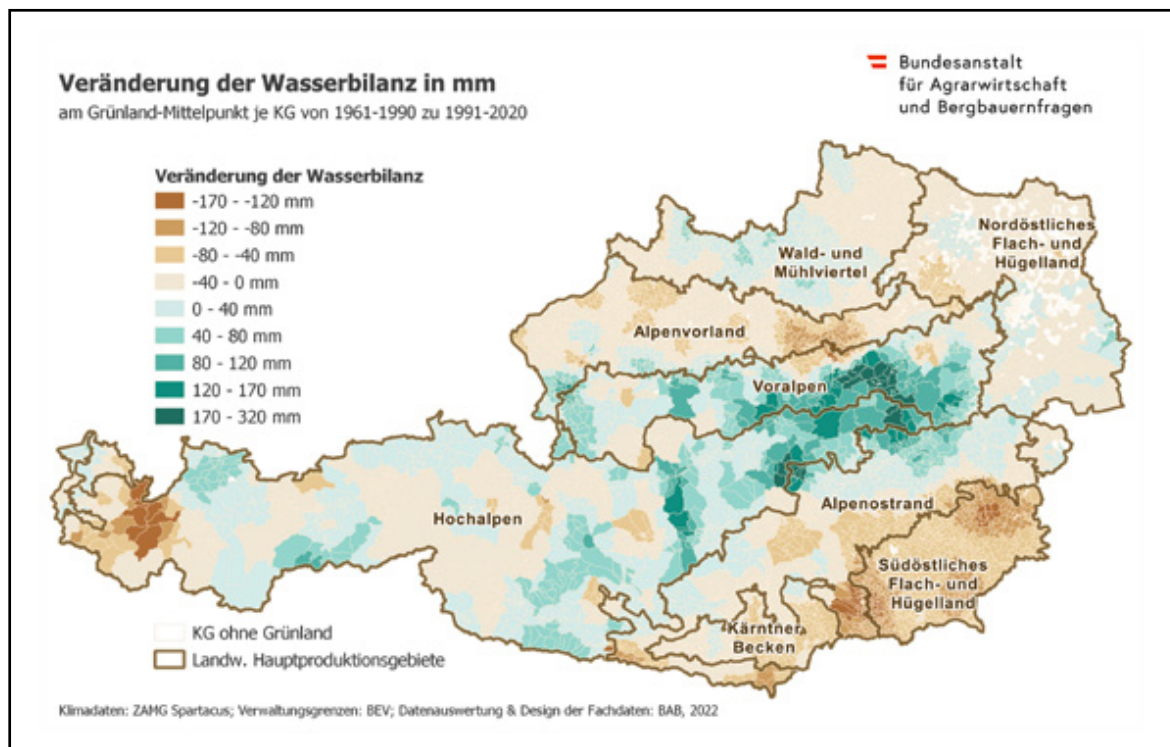 Veränderung der Wasserbilanz in mm
am Grünland-Mittelpunkt je KG von 1961-1990 zu 1991-2020
Bundesanstalt
für Agrarwirtschaft
und Bergbauernfragen
Veränderung der Wasserbilanz
-170 - -120 mm
-120 - -80 mm
-80 - -40 mm
-40 - 0 mm
0 - 40 mm
40 - 80 mm
80 - 120 mm
120 - 170 mm
170 - 320 mm
Nordöstliches
Flach- und
Hügelland
Wald- und
Mühlviertel
Alpenvorland
Voralpen
Hochalpen
Alpenostrand
Südöstliches
Flach- und
Hügelland
Kärntner
Becken
KG ohne Grünland
Landw. Hauptproduktionsgebiete
Klimadaten: ZAMG Spartacus; Verwaltungsgrenzen: BEV; Datenauswertung & Design der Fachdaten: BAB, 2022